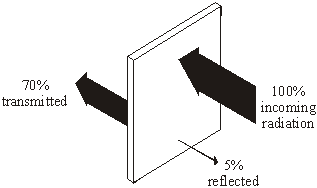 70%
transmitted
100%
incoming
radiation
5%
reflected